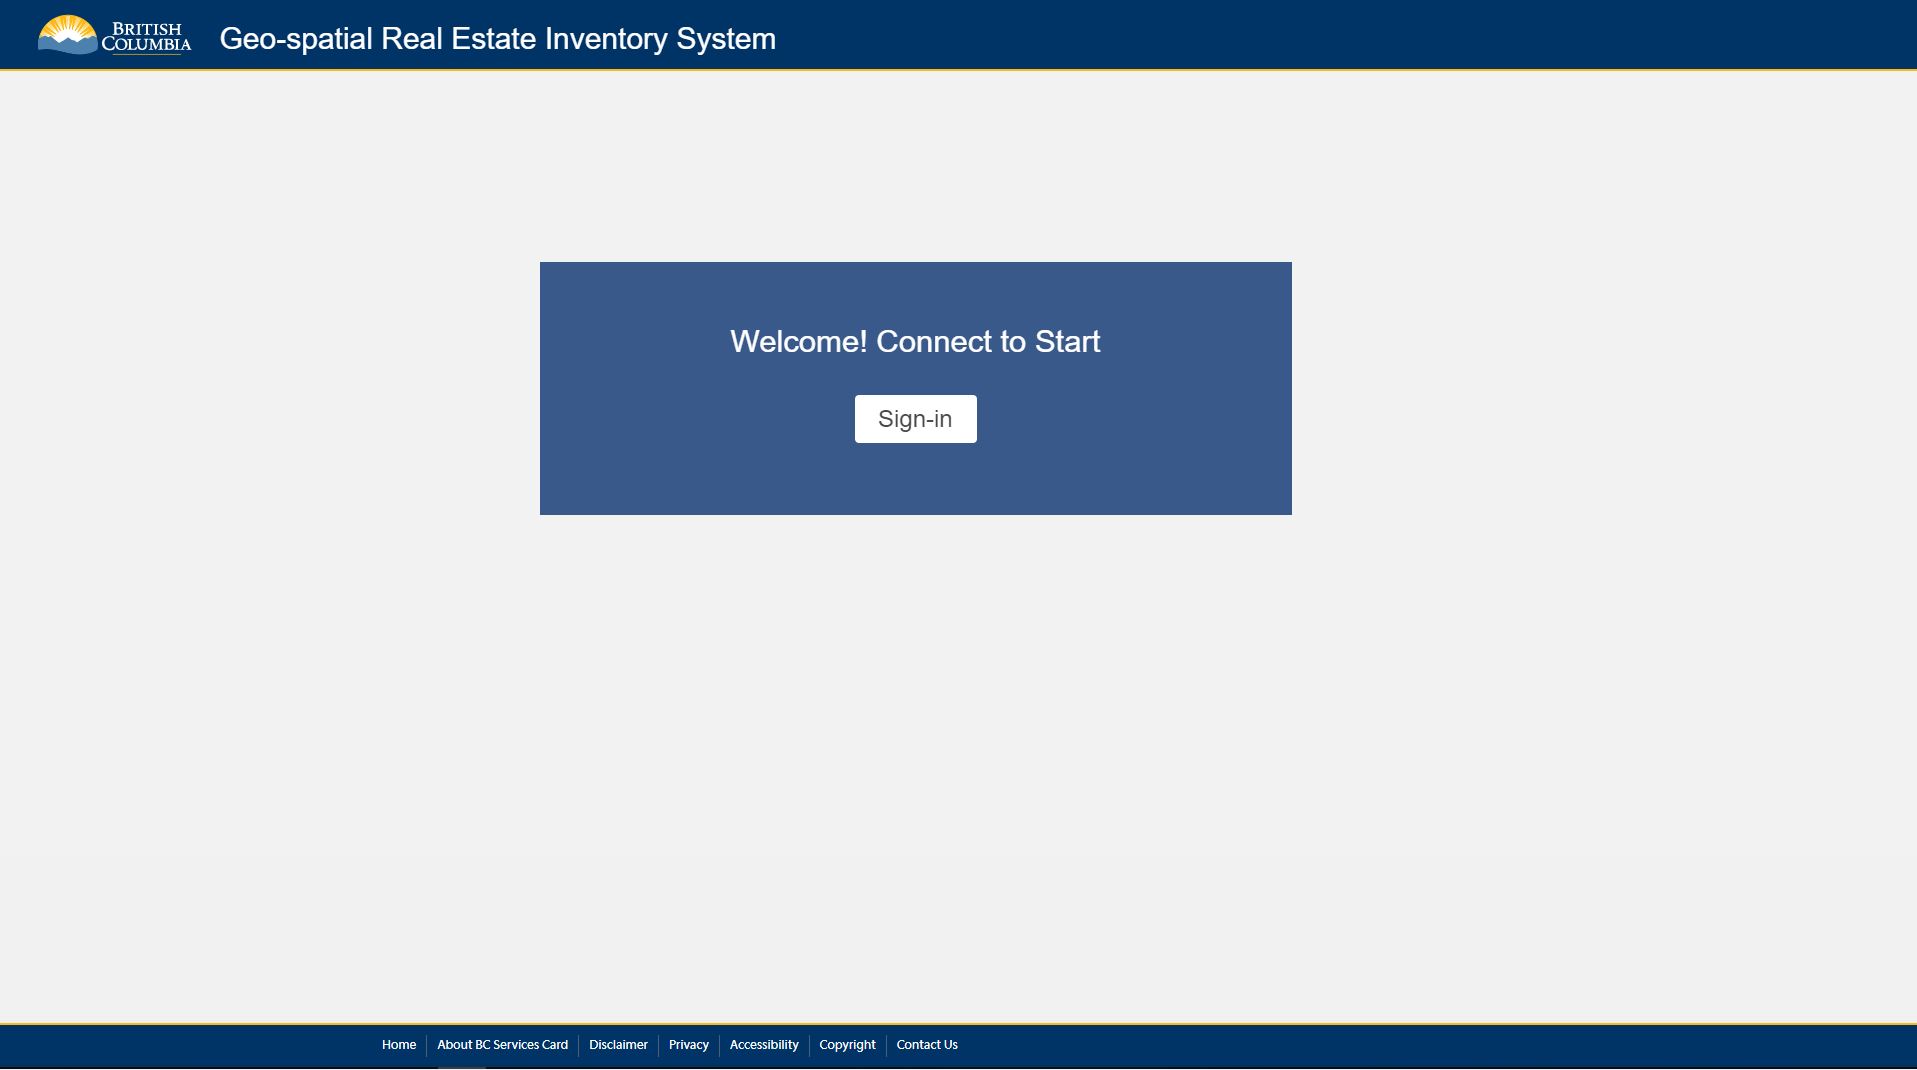 BRITISH
COLUMBIA
Geo-spatial Real Estate Inventory System
Welcome! Connect to Start
Sign-in
Home
About BC Services Card
Disclaimer
Privacy
Accessibility
Copyright
Contact Us